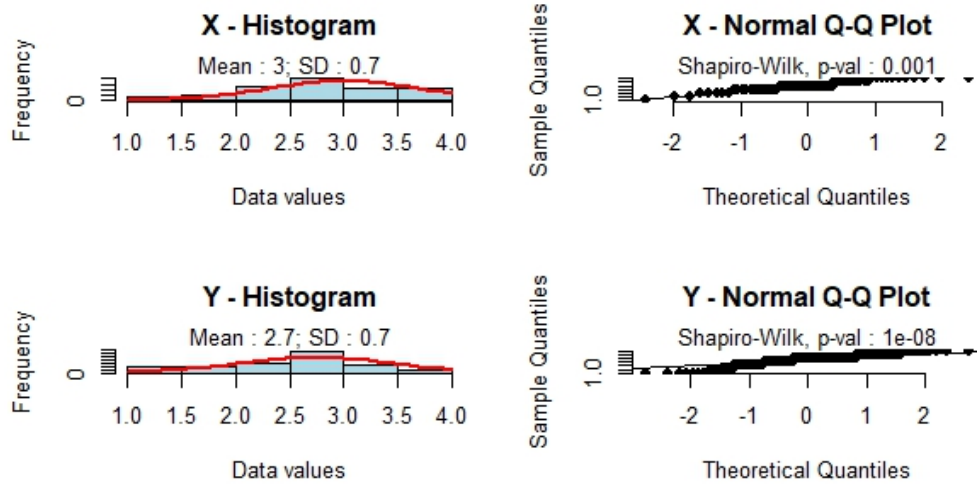 X - Histogram
Mean : 3; SD : 0.7
Frequency
0
1.0 1.5 2.0 2.5 3.0 3.5 4.0
Data values
X - Normal Q-Q Plot
Shapiro-Wilk, p-val : 0.001
Sample Quantiles
1.0
-2 -1 0 1 2
Theoretical Quantiles
Y - Histogram
Mean : 2.7; SD : 0.7
Frequency
0
1.0 1.5 2.0 2.5 3.0 3.5 4.0
Data values
Y - Normal Q-Q Plot
Shapiro-Wilk, p-val : 1e-08
Sample Quantiles
1.0
-2 -1 0 1 2
Theoretical Quantiles